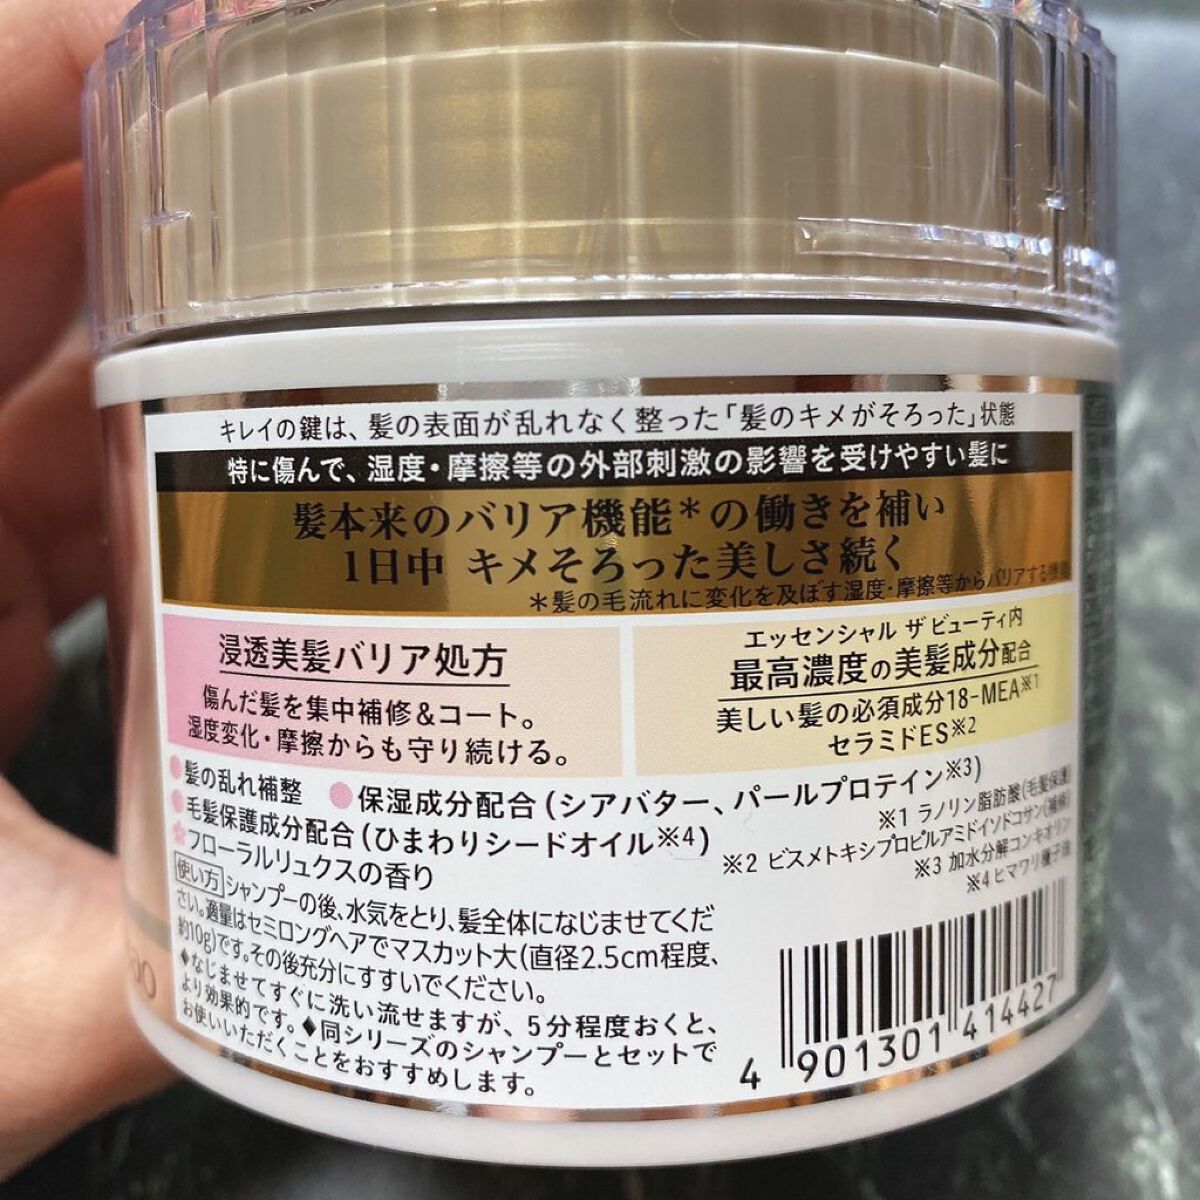 キレイの鍵は、髪の表面が乱れなく整った「髪のキメがそろった」状態
特に傷んで、湿度・摩擦等の外部刺激の影響を受けやすい髪に
髪本来のバリア機能＊の働きを補い
1日中 キメそろった美しさ続く
＊髪の毛流れに変化を及ぼす湿度・摩擦等からバリアする機能
浸透美髪バリア処方
傷んだ髪を集中補修＆コート。
湿度変化・摩擦からも守り続ける。
エッセンシャル ザ ビューティ内
最高濃度の美髪成分配合
美しい髪の必須成分18-MEA※1
セラミドES※2
髪の乱れ補整
保湿成分配合(シアバター、パールプロテイン※3)
毛髪保護成分配合(ひまわりシードオイル※4)
フローラルリュクスの香り
※1 ラノリン脂肪酸(毛髪保護)
※2 ビスメトキシプロピルアミドイソドコサン(補修)
※3 加水分解コンキオリン
※4 ヒマワリ種子油
使い方 シャンプーの後、水気をとり、髪全体になじませてくだ
さい。適量はセミロングヘアでマスカット大(直径2.5cm程度、
約10g)です。その後充分にすすいでください。
◆なじませてすぐに洗い流せますが、5分程度おくと、
より効果的です。◆同シリーズのシャンプーとセットで
お使いいただくことをおすすめします。
4 901301 414427